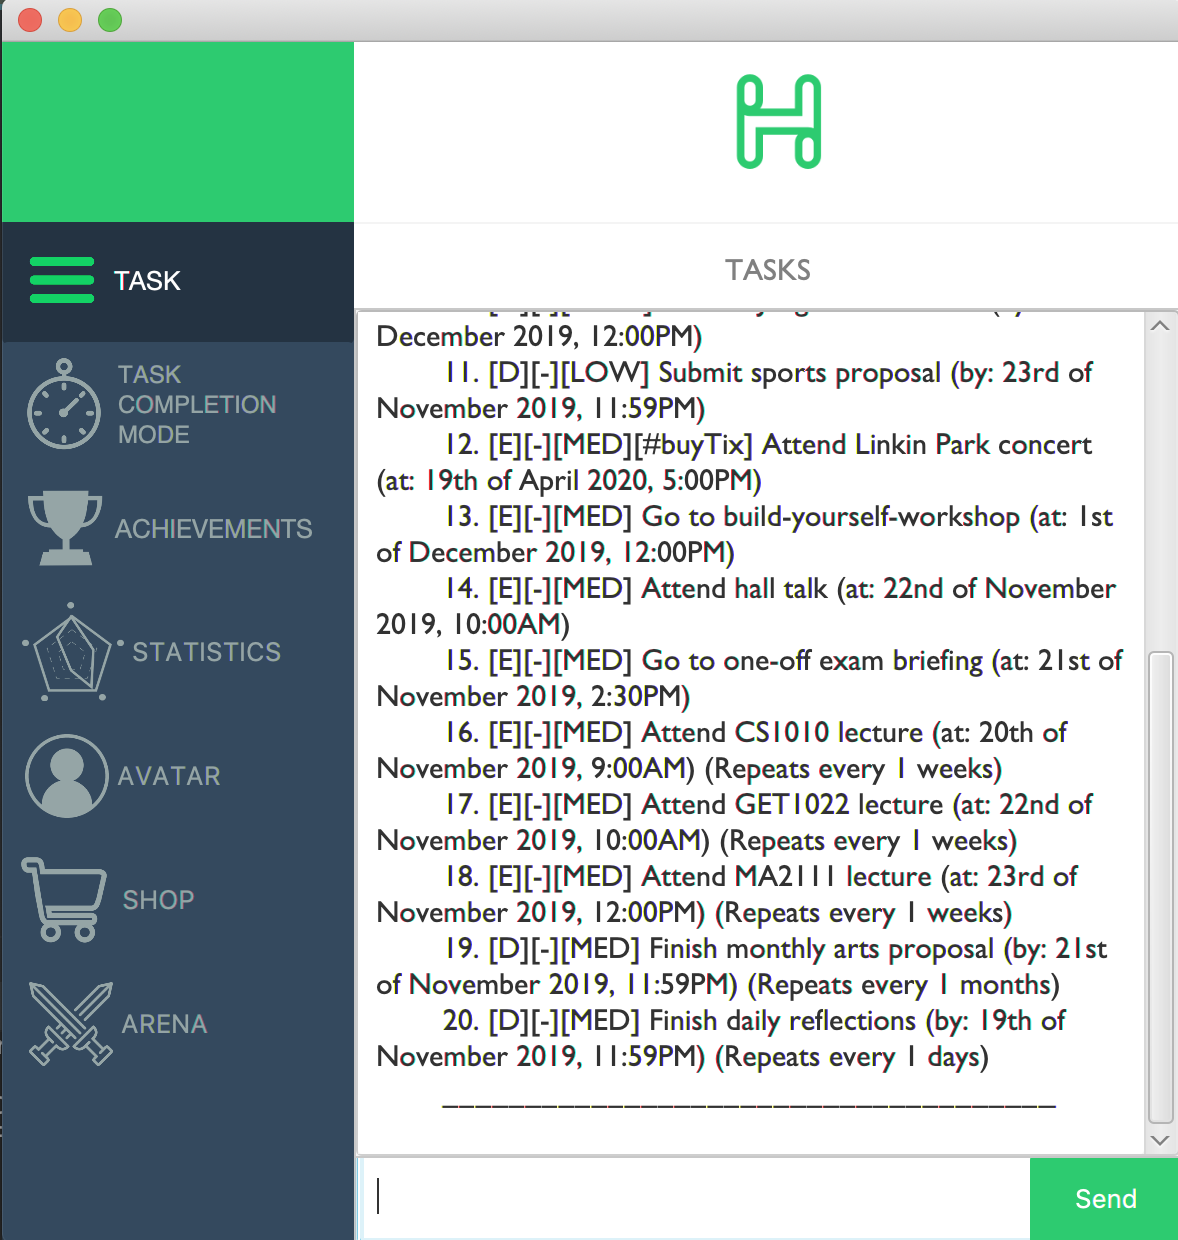 TASK
TASK
COMPLETION
MODE
ACHIEVEMENTS
STATISTICS
AVATAR
SHOP
ARENA
TASKS
December 2019, 12:00PM)
11. [D][-][LOW] Submit sports proposal (by: 23rd of
November 2019, 11:59PM)
12. [E][-][MED][#buyTix] Attend Linkin Park concert
(at: 19th of April 2020, 5:00PM)
13. [E][-][MED] Go to build-yourself-workshop (at: 1st
of December 2019, 12:00PM)
14. [E][-][MED] Attend hall talk (at: 22nd of November
2019, 10:00AM)
15. [E][-][MED] Go to one-off exam briefing (at: 21st of
November 2019, 2:30PM)
16. [E][-][MED] Attend CS1010 lecture (at: 20th of
November 2019, 9:00AM) (Repeats every 1 weeks)
17. [E][-][MED] Attend GET1022 lecture (at: 22nd of
November 2019, 10:00AM) (Repeats every 1 weeks)
18. [E][-][MED] Attend MA2111 lecture (at: 23rd of
November 2019, 12:00PM) (Repeats every 1 weeks)
19. [D][-][MED] Finish monthly arts proposal (by: 21st
of November 2019, 11:59PM) (Repeats every 1 months)
20. [D][-][MED] Finish daily reflections (by: 19th of
November 2019, 11:59PM) (Repeats every 1 days)
Send